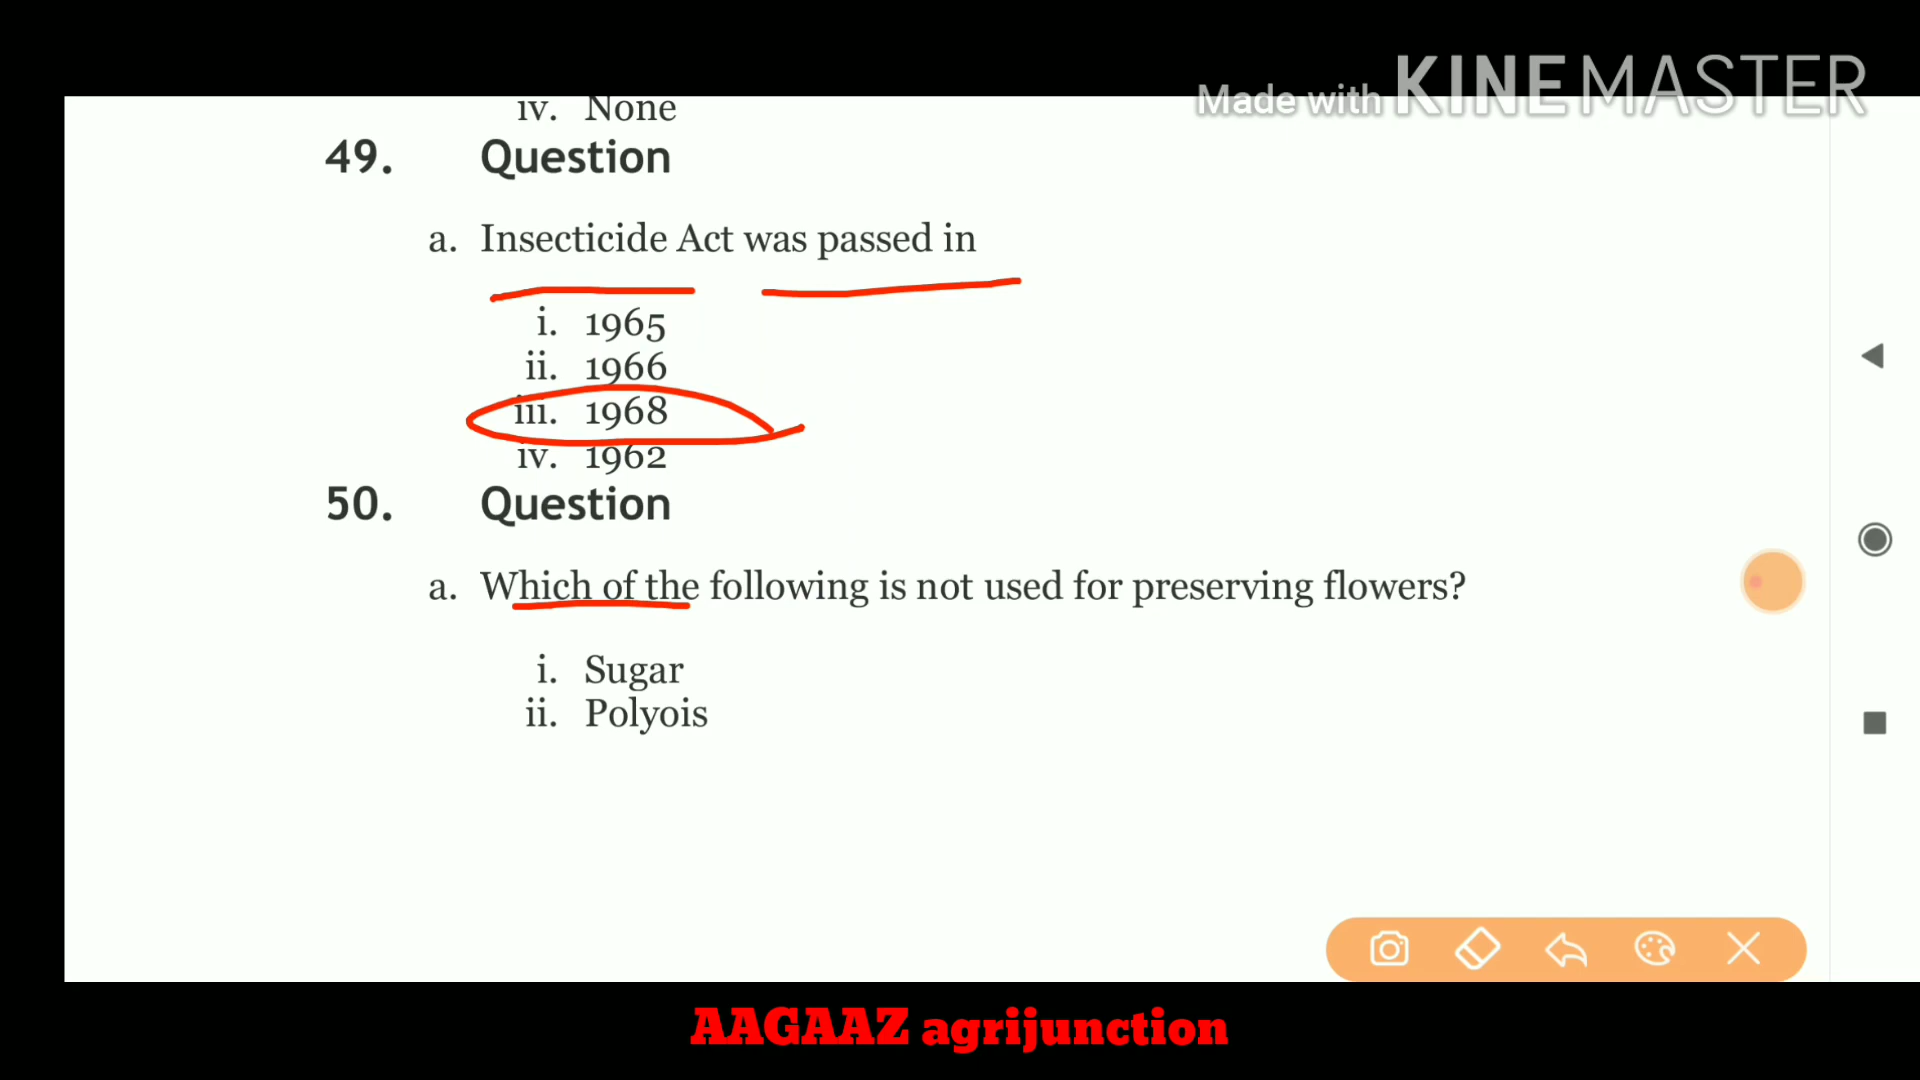 Made with KINEMASTER
iv. None
49. Question
a. Insecticide Act was passed in
i. 1965
ii. 1966
iii. 1968
iv. 1962
50. Question
a. Which of the following is not used for preserving flowers?
i. Sugar
ii. Polyois
AAGAAZ agrijunction